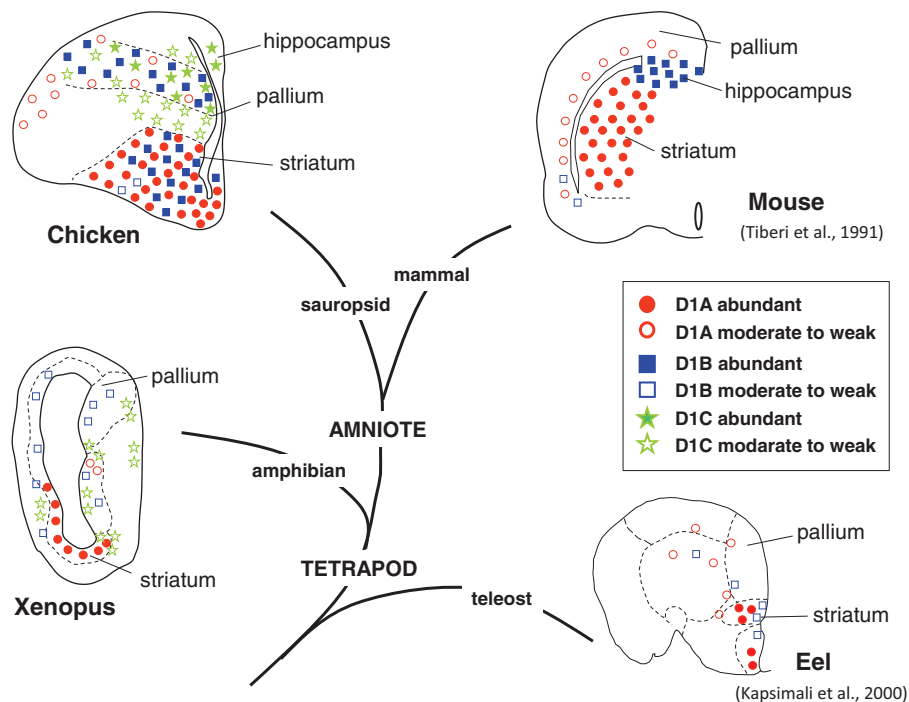 hippocampus
pallium
striatum
Chicken
pallium
hippocampus
striatum
Mouse
(Tiberi et al., 1991)
mammal
sauropsid
D1A abundant
D1A moderate to weak
D1B abundant
D1B moderate to weak
D1C abundant
D1C modarate to weak
pallium
AMNIOTE
amphibian
striatum
Xenopus
TETRAPOD
teleost
pallium
striatum
Eel
(Kapsimali et al., 2000)